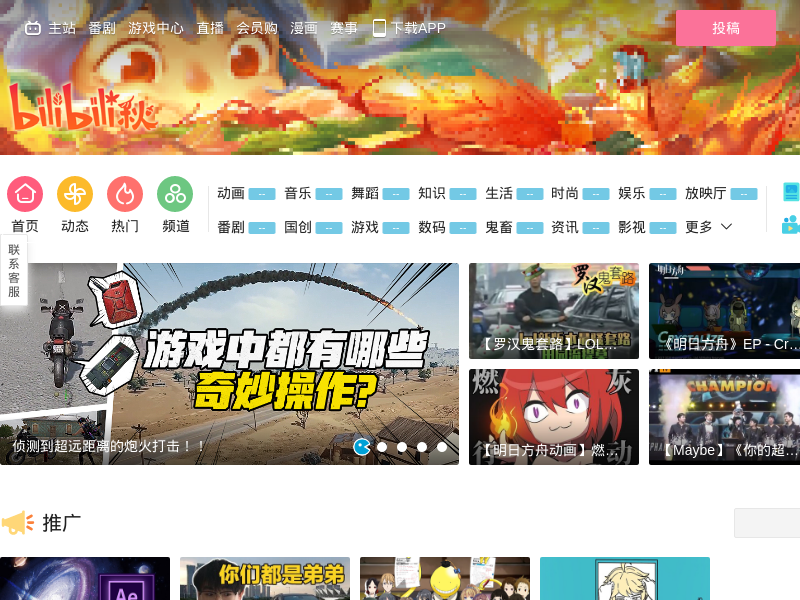 主站 番剧 游戏中心 直播 会员购 漫画 赛事 下载APP 投稿
bilibili秋
首页 动态 热门 频道
动画 -- 音乐 -- 舞蹈 -- 知识 -- 生活 -- 时尚 -- 娱乐 -- 放映厅 --
番剧 -- 国创 -- 游戏 -- 数码 -- 鬼畜 -- 资讯 -- 影视 -- 更多
联系客服
游戏中都有哪些
奇妙操作?
侦测到超远距离的炮火打击！！
罗汉鬼套路
【罗汉鬼套路】LOL...
明日方舟
《明日方舟》EP - Cr...
燃 灰
待 动
【明日方舟动画】燃...
CHAMPION
【Maybe】《你的超...
推广
Ae
你们都是弟弟